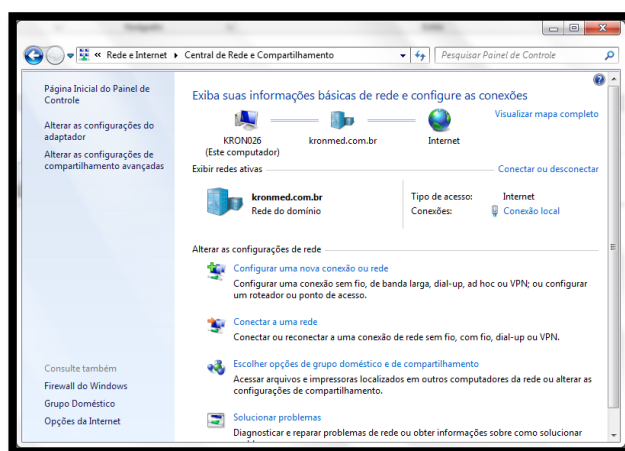 « Rede e Internet ▸ Central de Rede e Compartilhamento
Pesquisar Painel de Controle
Página Inicial do Painel de
Controle
Alterar as configurações do
adaptador
Alterar as configurações de
compartilhamento avançadas
Exiba suas informações básicas de rede e configure as conexões
Visualizar mapa completo
KRON026
(Este computador)
kronmed.com.br
Internet
Exibir redes ativas
Conectar ou desconectar
kronmed.com.br
Rede do domínio
Tipo de acesso: Internet
Conexões: Conexão local
Alterar as configurações de rede
Configurar uma nova conexão ou rede
Configurar uma conexão sem fio, de banda larga, dial-up, ad hoc ou VPN; ou configurar
um roteador ou ponto de acesso.
Conectar a uma rede
Conectar ou reconectar a uma conexão de rede sem fio, com fio, dial-up ou VPN.
Escolher opções de grupo doméstico e de compartilhamento
Acessar arquivos e impressoras localizados em outros computadores da rede ou alterar as
configurações de compartilhamento.
Solucionar problemas
Diagnosticar e reparar problemas de rede ou obter informações sobre como solucionar
Consulte também
Firewall do Windows
Grupo Doméstico
Opções da Internet